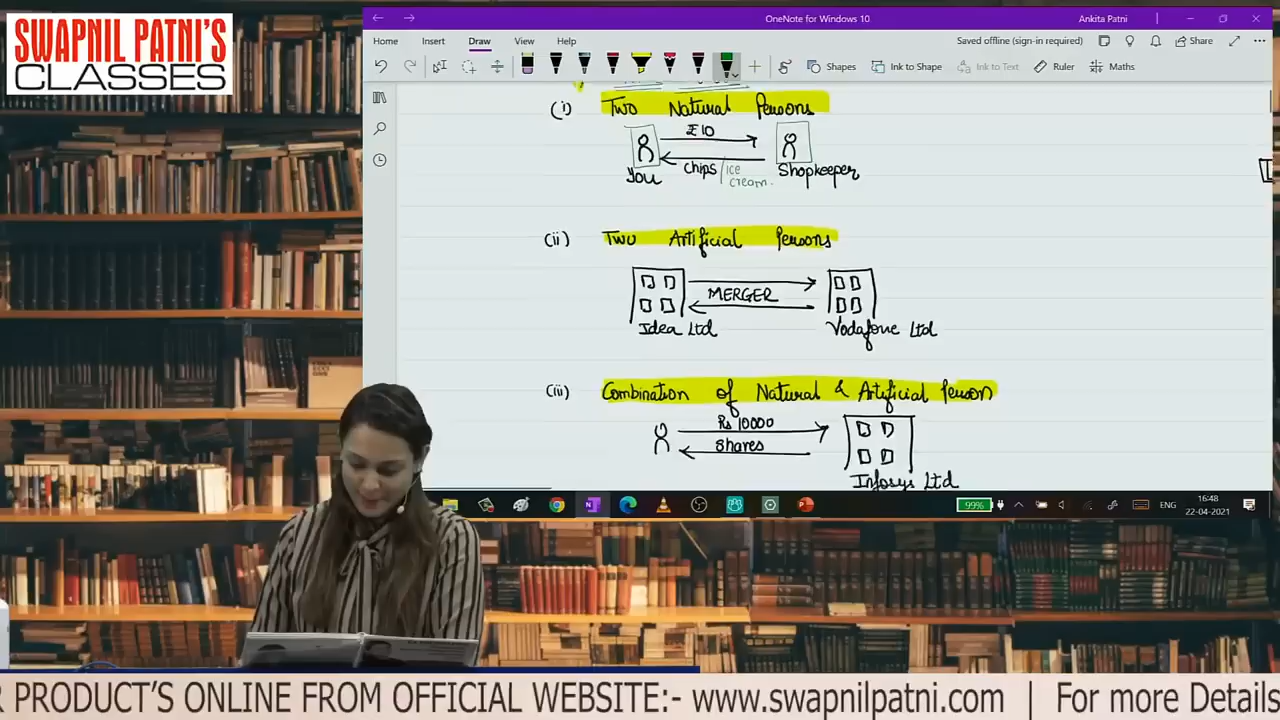 SWAPNIL PATNI'S
CLASSES
OneNote for Windows 10
Ankita Patni
Home
Insert
Draw
View
Help
Saved offline (sign-in required)
Share
Shapes
Ink to Shape
Ink to Text
Ruler
Maths
(i) Two Natural Persons
₹10
You
chips/ice cream.
Shopkeeper
(ii) Two Artificial Persons
MERGER
Idea Ltd
Vodafone Ltd
(iii) Combination of Natural & Artificial Person
Rs 10000
Shares
Infosys Ltd
99%
ENG
16:48
22-04-2021
R PRODUCT'S ONLINE FROM OFFICIAL WEBSITE:- www.swapnilpatni.com | For more Details